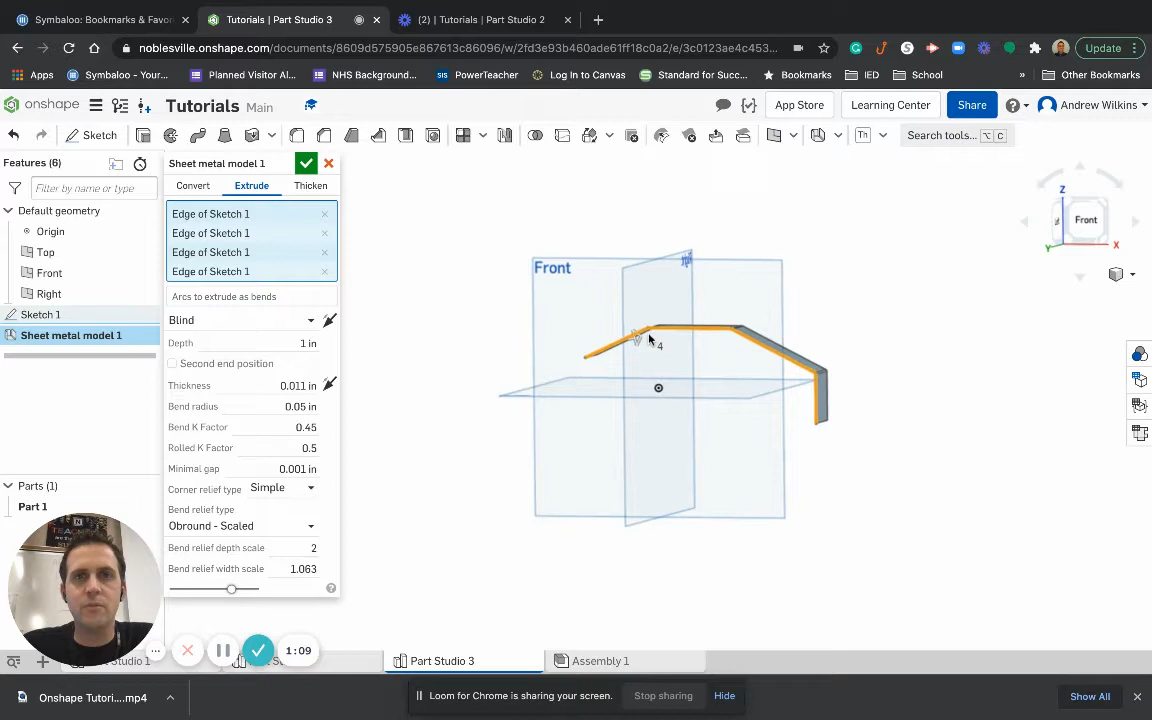 Symbaloo: Bookmarks & Favor
Tutorials | Part Studio 3
(2) | Tutorials | Part Studio 2
noblesville.onshape.com/documents/8609d575905e867613c86096/w/2fd3e93b460ade61ff18c0a2/e/3c0123ae4c453...
Update
Apps
Symbaloo - Your...
Planned Visitor Al...
NHS Background...
SIS PowerTeacher
Log In to Canvas
Standard for Succ...
Bookmarks
IED
School
»
Other Bookmarks
onshape
Tutorials Main
App Store
Learning Center
Share
Andrew Wilkins
Sketch
Search tools...
⌥ C
Features (6)
Filter by name or type
Default geometry
Origin
Top
Front
Right
Sketch 1
Sheet metal model 1
Parts (1)
Part 1
Sheet metal model 1
Convert
Extrude
Thicken
Edge of Sketch 1
Edge of Sketch 1
Edge of Sketch 1
Edge of Sketch 1
Arcs to extrude as bends
Blind
Depth 1 in
Second end position
Thickness 0.011 in
Bend radius 0.05 in
Bend K Factor 0.45
Rolled K Factor 0.5
Minimal gap 0.001 in
Corner relief type Simple
Bend relief type
Obround - Scaled
Bend relief depth scale 2
Bend relief width scale 1.063
Front
4
Z
Front
X
Y
1:09
Part Studio 3
Assembly 1
Onshape Tutori....mp4
Loom for Chrome is sharing your screen.
Stop sharing
Hide
Show All